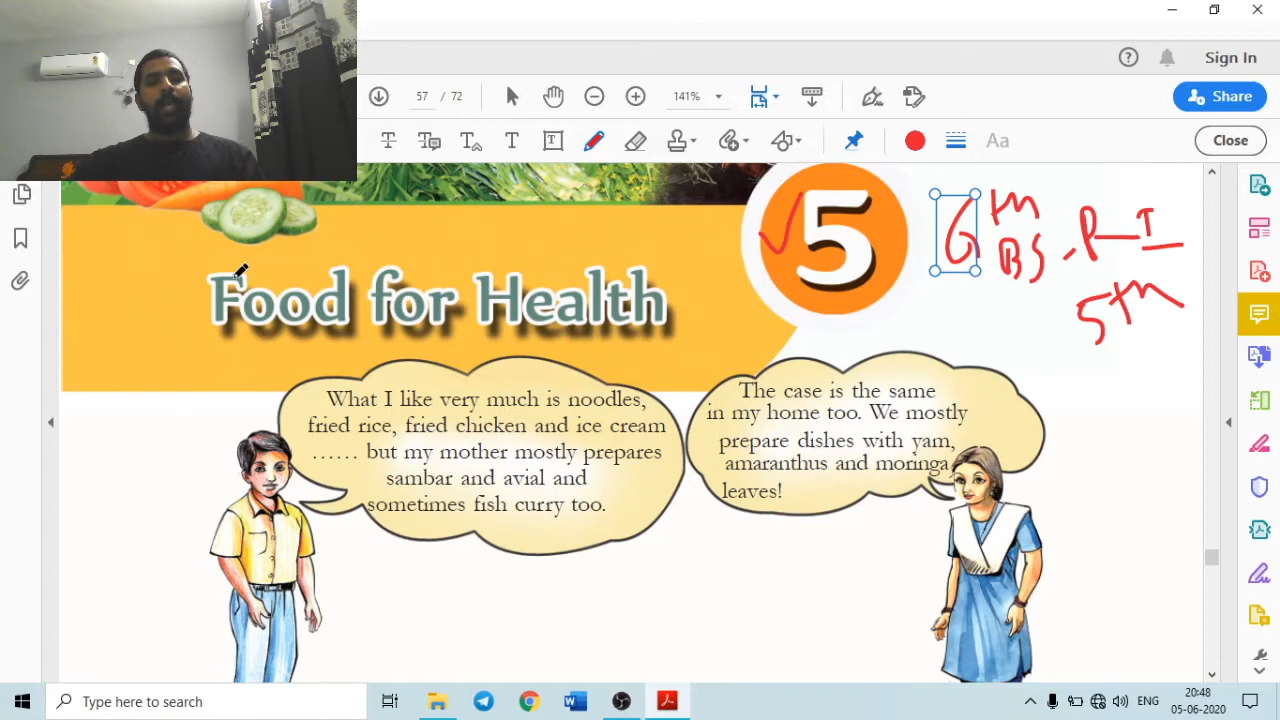 Sign In
57 / 72
141%
Share
T
T
Aa
Close
5
6 th
BS . P-I
5th
Food for Health
What I like very much is noodles,
fried rice, fried chicken and ice cream
...... but my mother mostly prepares
sambar and avial and
sometimes fish curry too.
The case is the same
in my home too. We mostly
prepare dishes with yam,
amaranthus and moringa
leaves!
Type here to search
ENG
20:48
05-06-2020